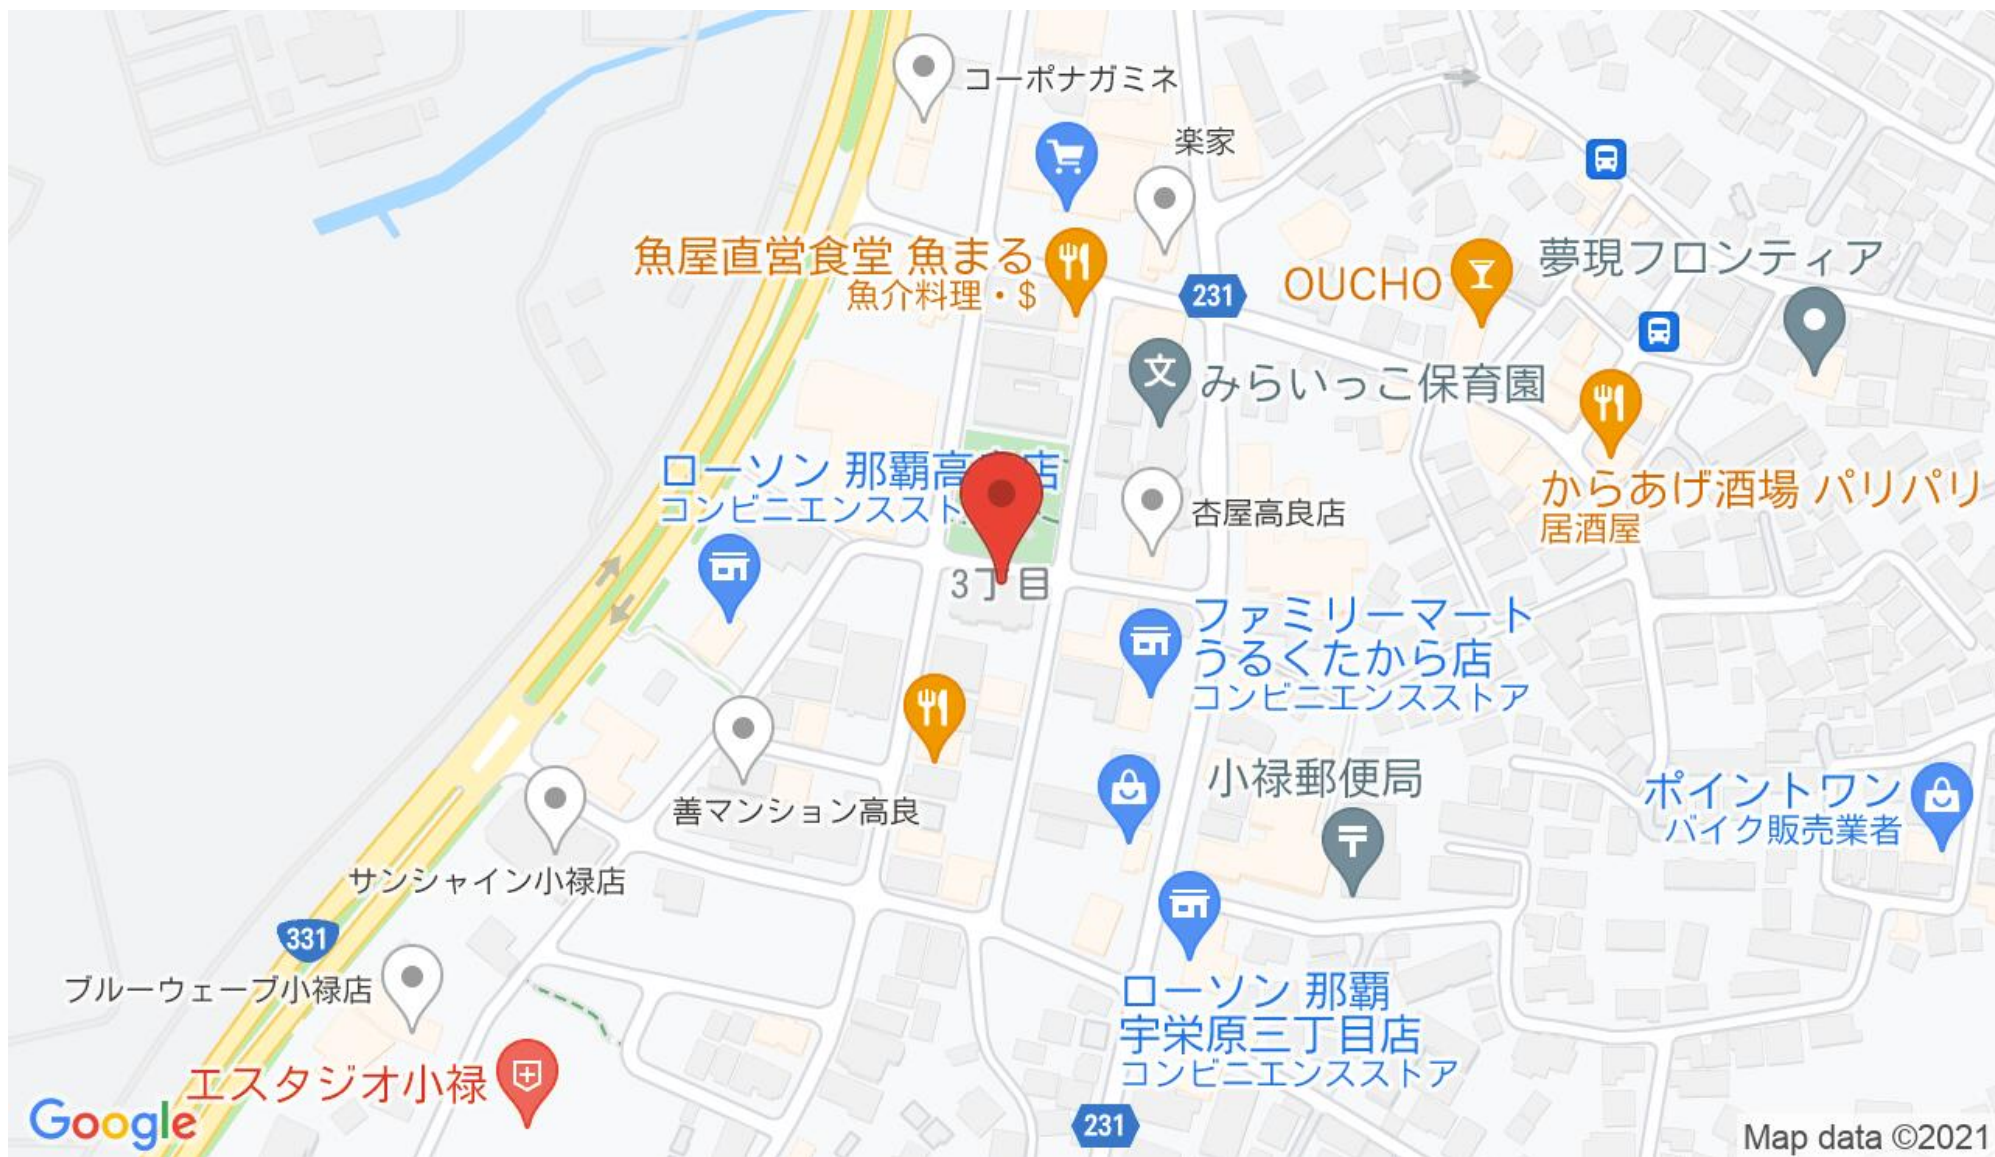 コーポナガミネ
楽家
魚屋直営食堂 魚まる
魚介料理・$
231
OUCHO
夢現フロンティア
文
みらいっこ保育園
ローソン 那覇高良店
コンビニエンススト
杏屋高良店
からあげ酒場 パリパリ
居酒屋
3丁目
ファミリーマート
うるくたから店
コンビニエンスストア
小禄郵便局
善マンション高良
ポイントワン
バイク販売業者
サンシャイン小禄店
331
ブルーウェーブ小禄店
ローソン 那覇
宇栄原三丁目店
コンビニエンスストア
エスタジオ小禄
231
Google
Map data ©2021